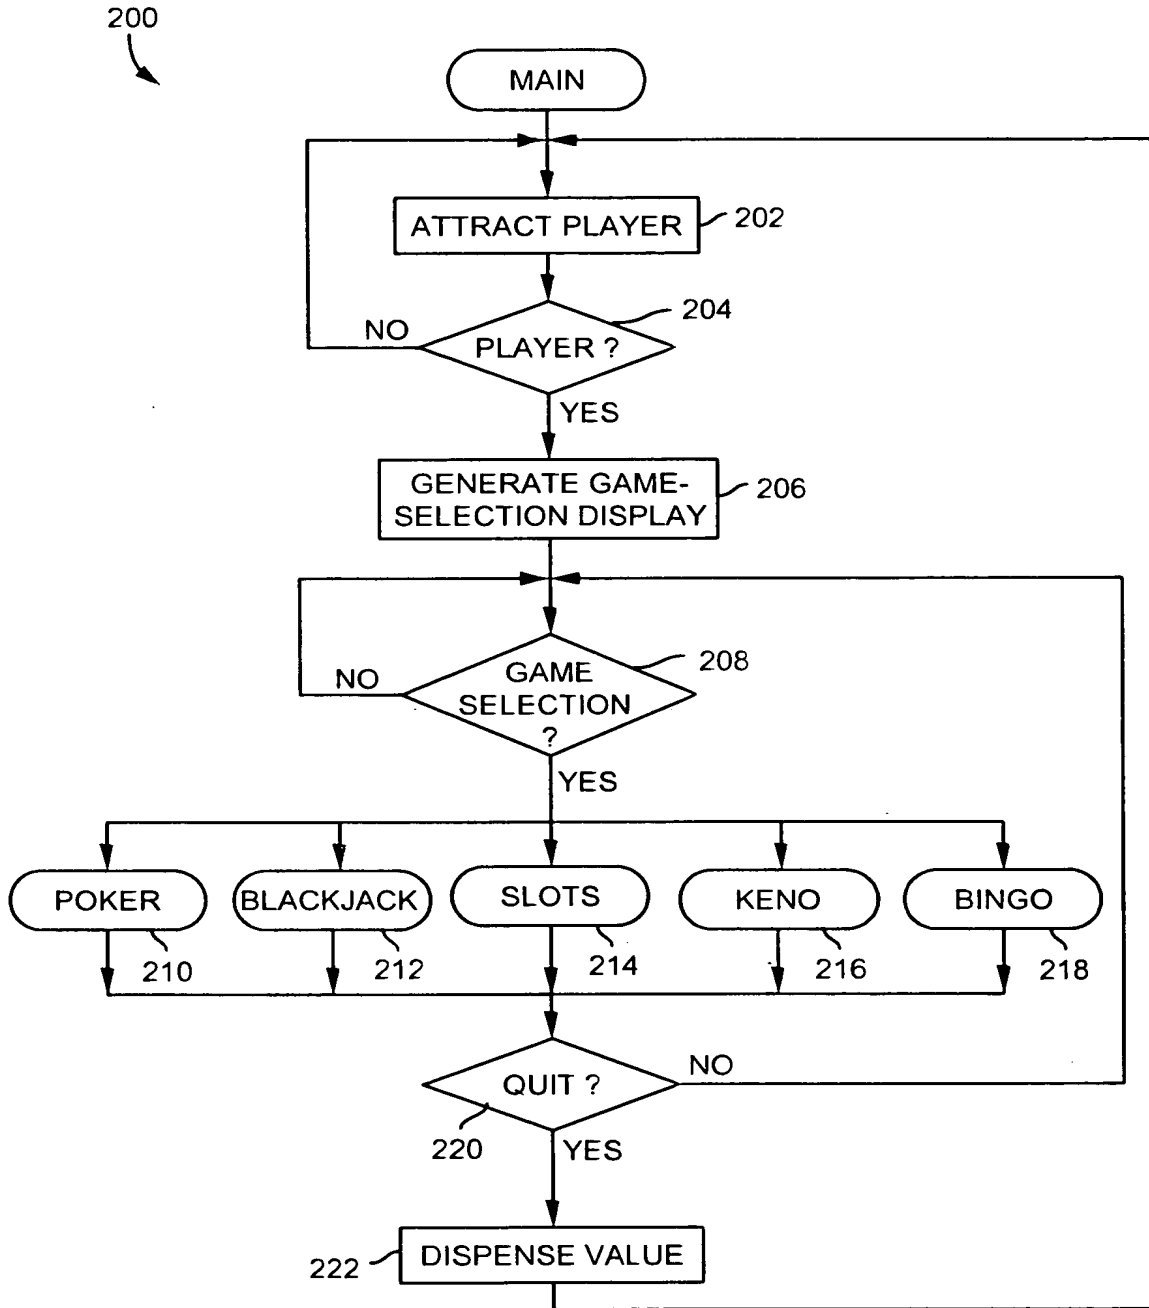 200
MAIN
ATTRACT PLAYER
202
204
NO
PLAYER ?
YES
GENERATE GAME-
SELECTION DISPLAY
206
208
NO
GAME
SELECTION
?
YES
POKER
BLACKJACK
SLOTS
KENO
BINGO
210
212
214
216
218
QUIT ?
NO
220
YES
DISPENSE VALUE
222